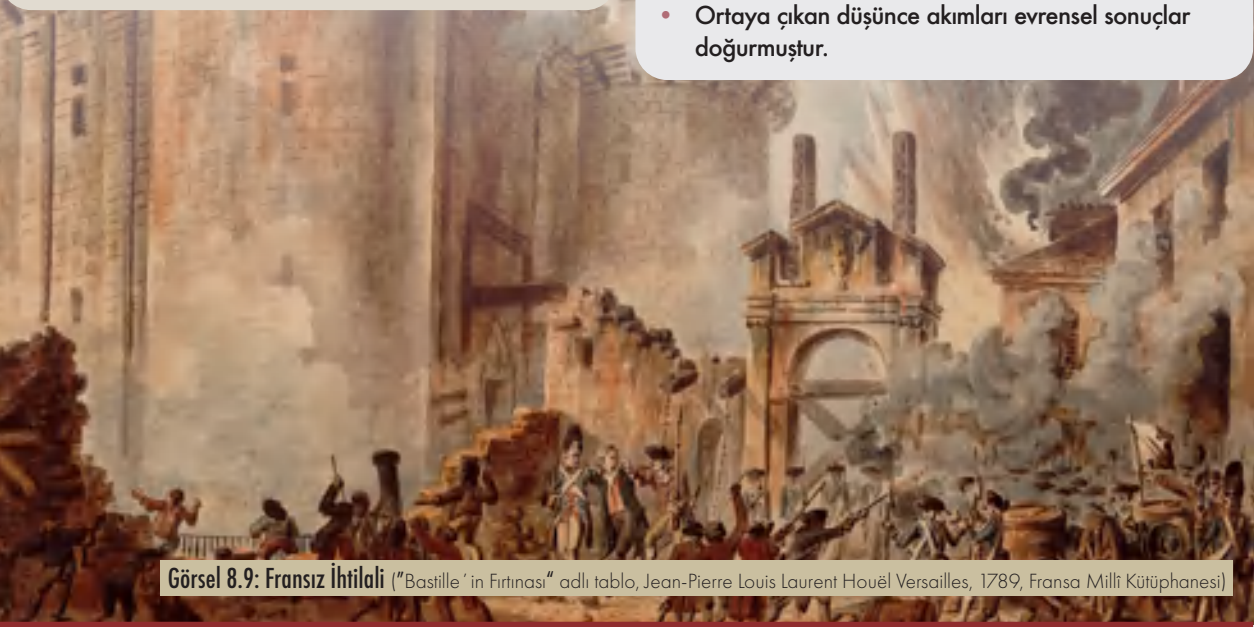 • Ortaya çıkan düşünce akımları evrensel sonuçlar
doğurmuştur.
Görsel 8.9: Fransız İhtilali (”Bastille ’ in Fırtınası“ adlı tablo, Jean-Pierre Louis Laurent Houël Versailles, 1789, Fransa Millî Kütüphanesi)